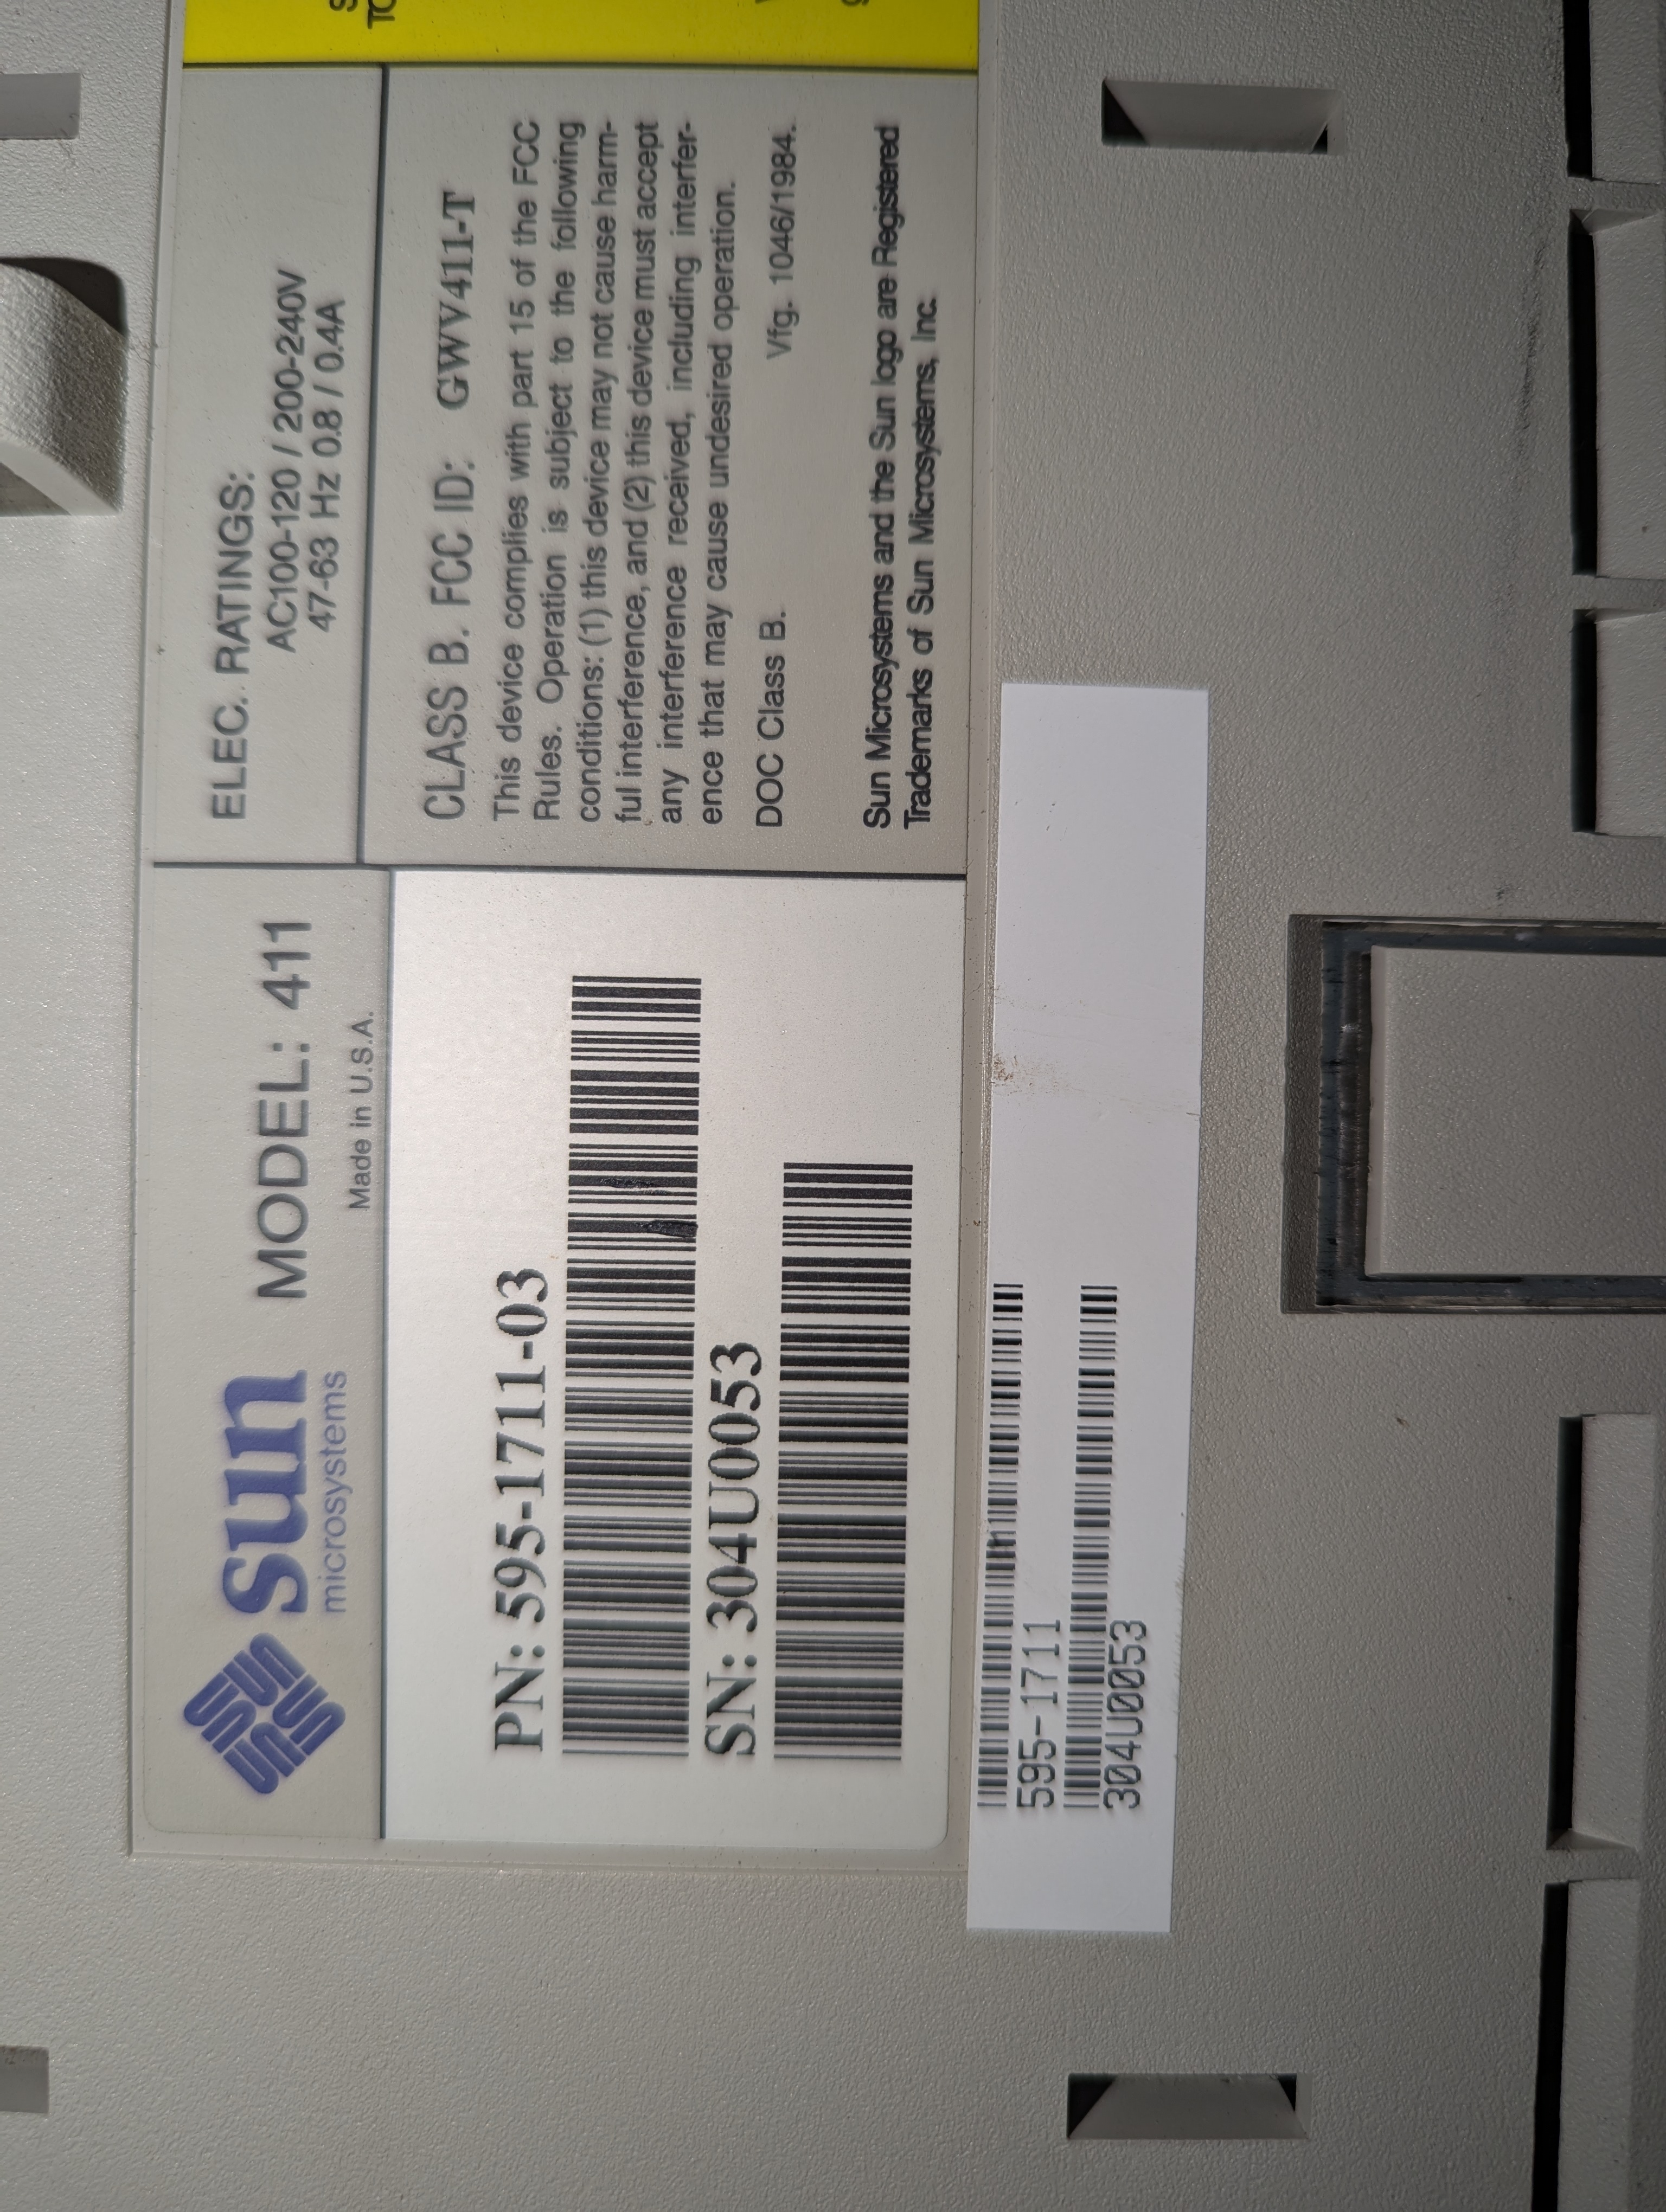 sun
microsystems
MODEL: 411
Made in U.S.A.
PN: 595-1711-03
SN: 304U0053
ELEC. RATINGS:
AC100-120 / 200-240V
47-63 Hz 0.8 / 0.4A
CLASS B. FCC ID: GWV411-T
This device complies with part 15 of the FCC
Rules. Operation is subject to the following
conditions: (1) this device may not cause harm-
ful interference, and (2) this device must accept
any interference received, including interfer-
ence that may cause undesired operation.
DOC Class B. Vfg. 1046/1984.
Sun Microsystems and the Sun logo are Registered
Trademarks of Sun Microsystems, Inc.
595-1711
304U0053